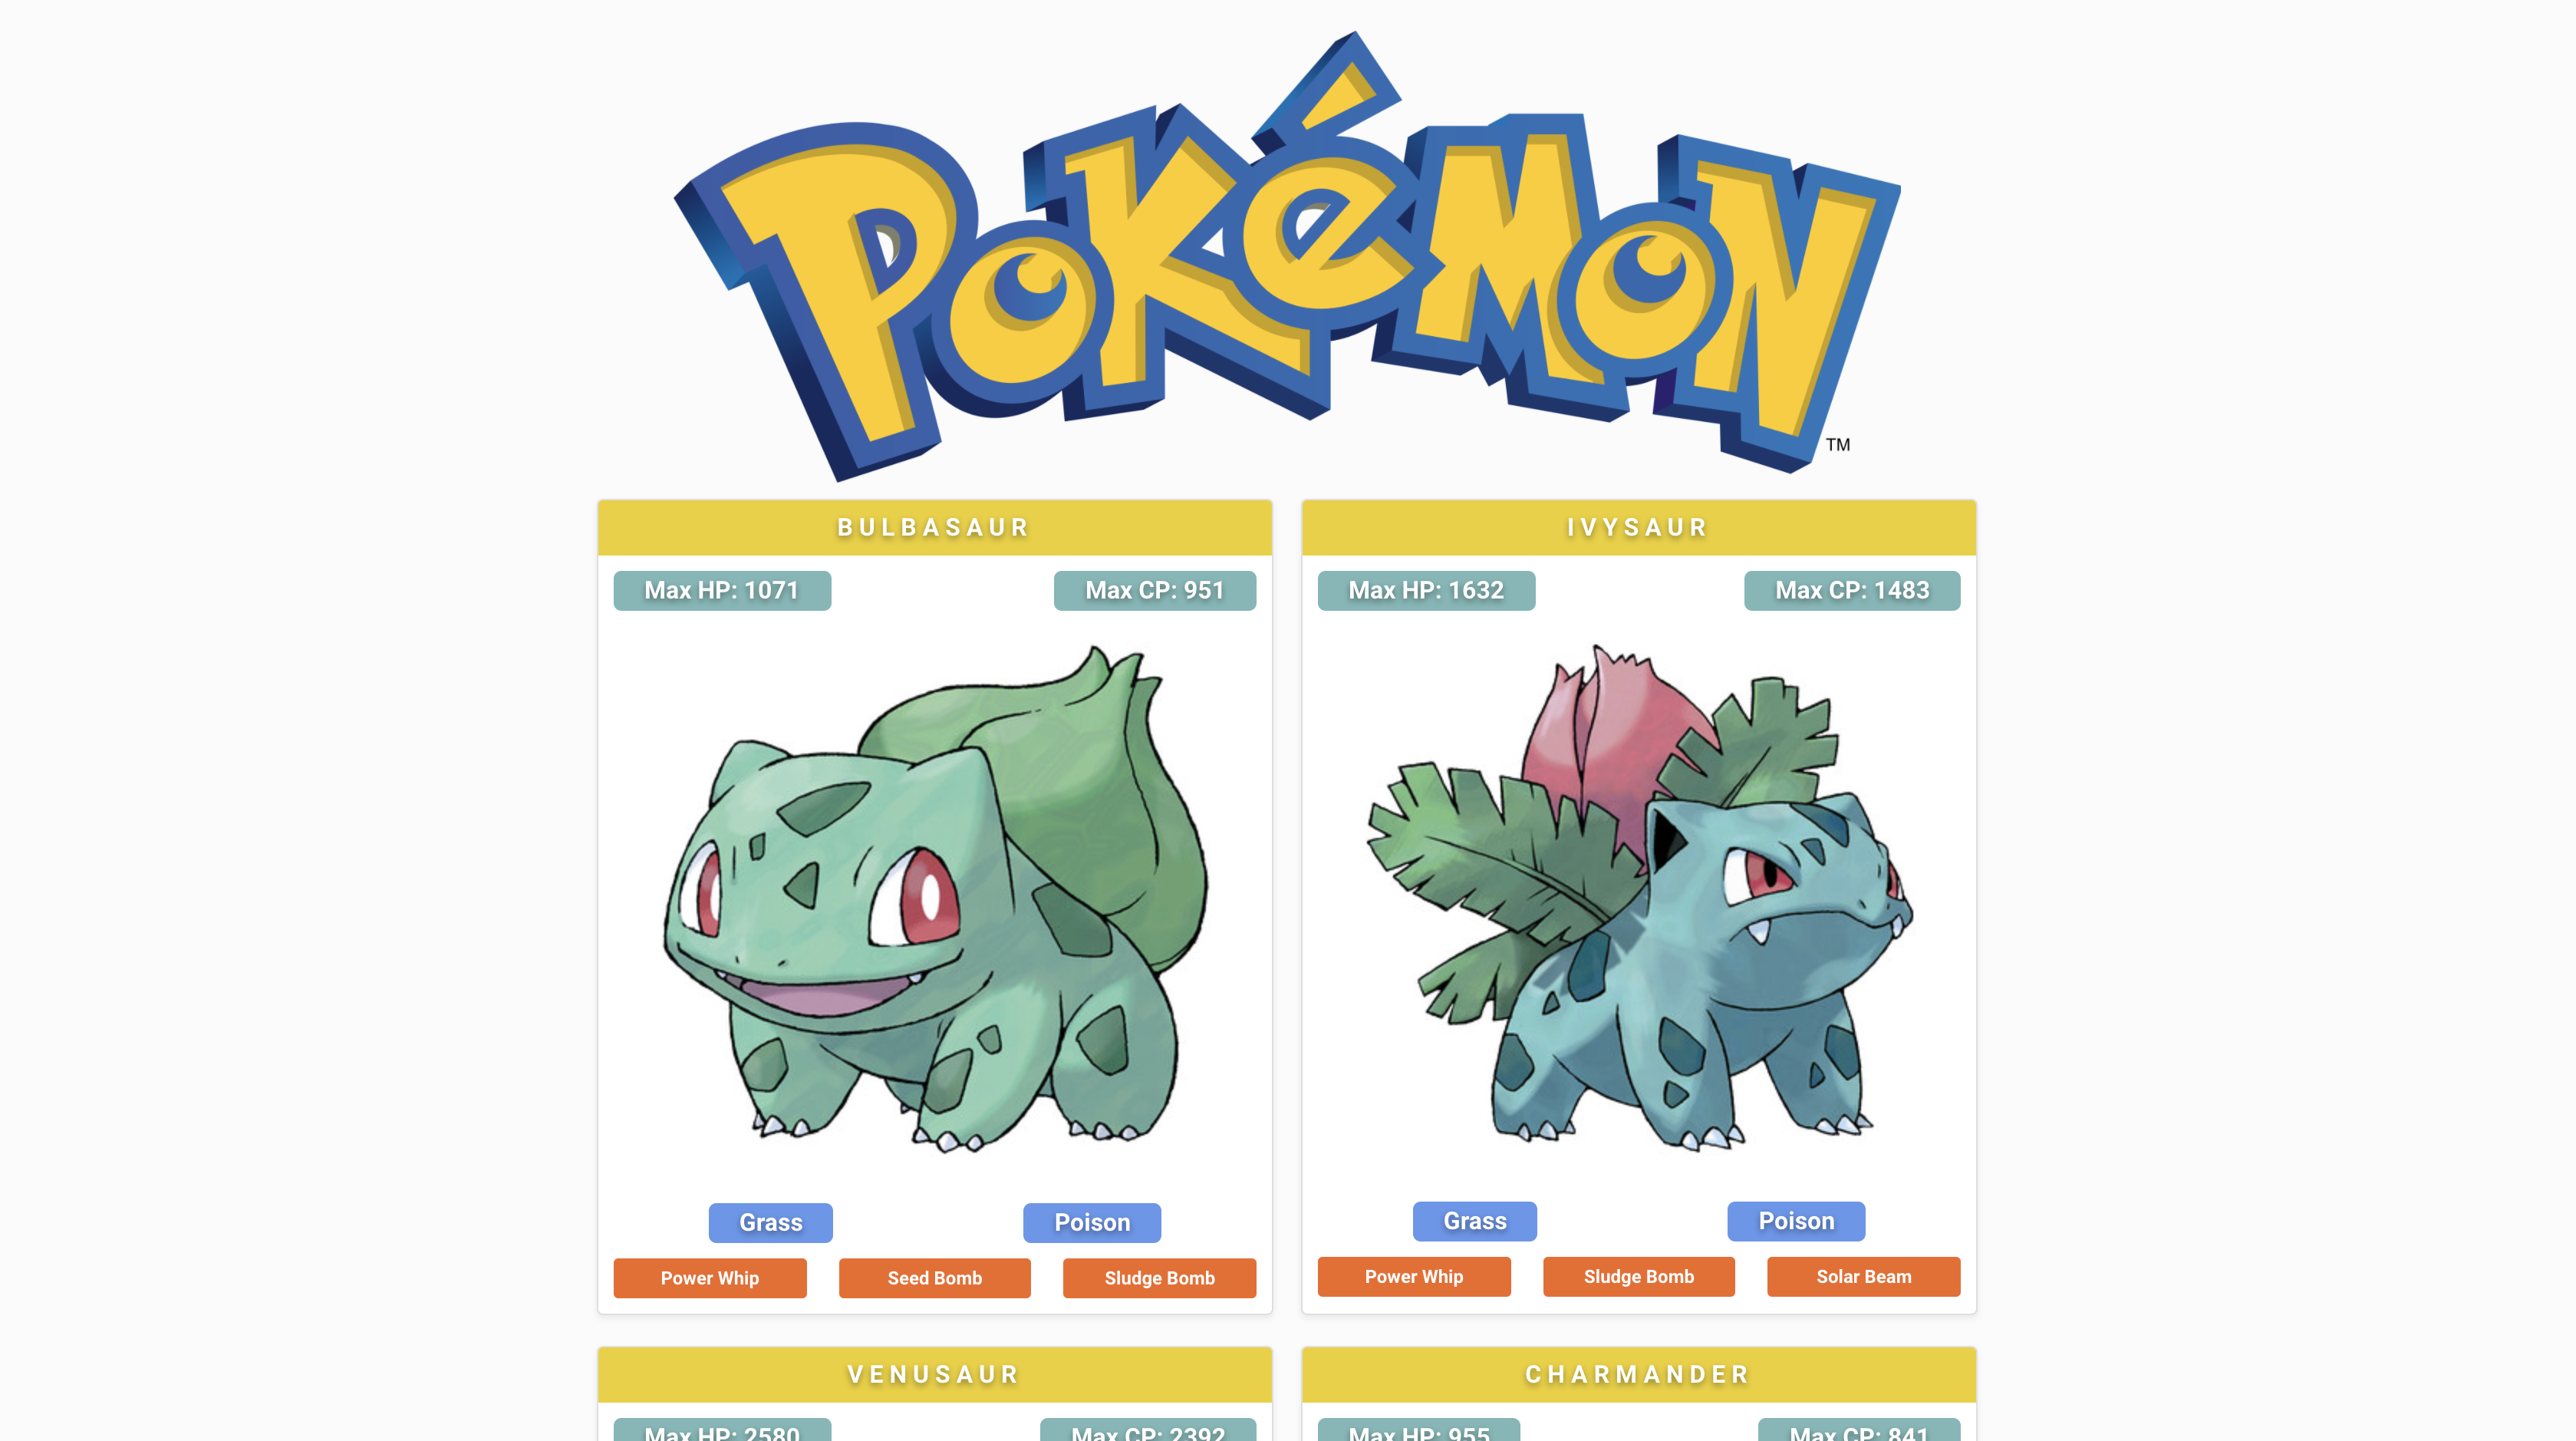 POKéMON
TM
BULBASAUR
Max HP: 1071
Max CP: 951
Grass
Poison
Power Whip
Seed Bomb
Sludge Bomb
IVYSAUR
Max HP: 1632
Max CP: 1483
Grass
Poison
Power Whip
Sludge Bomb
Solar Beam
VENUSAUR
Max HP: 2580
Max CP: 2392
CHARMANDER
Max HP: 955
Max CP: 841